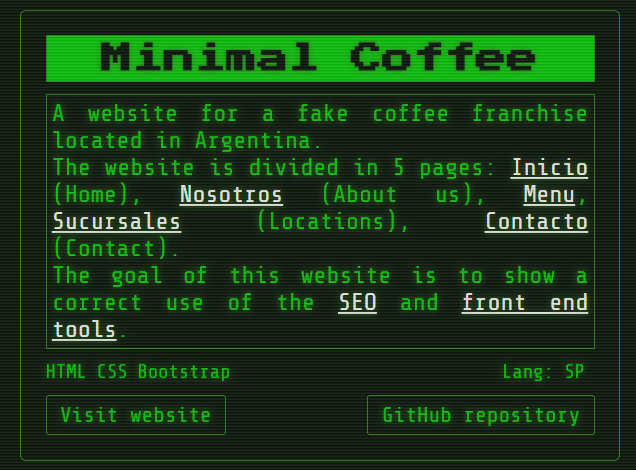 Minimal Coffee
A website for a fake coffee franchise
located in Argentina.
The website is divided in 5 pages: Inicio
(Home), Nosotros (About us), Menu,
Sucursales (Locations), Contacto
(Contact).
The goal of this website is to show a
correct use of the SEO and front end
tools.
HTML CSS Bootstrap Lang: SP
Visit website GitHub repository